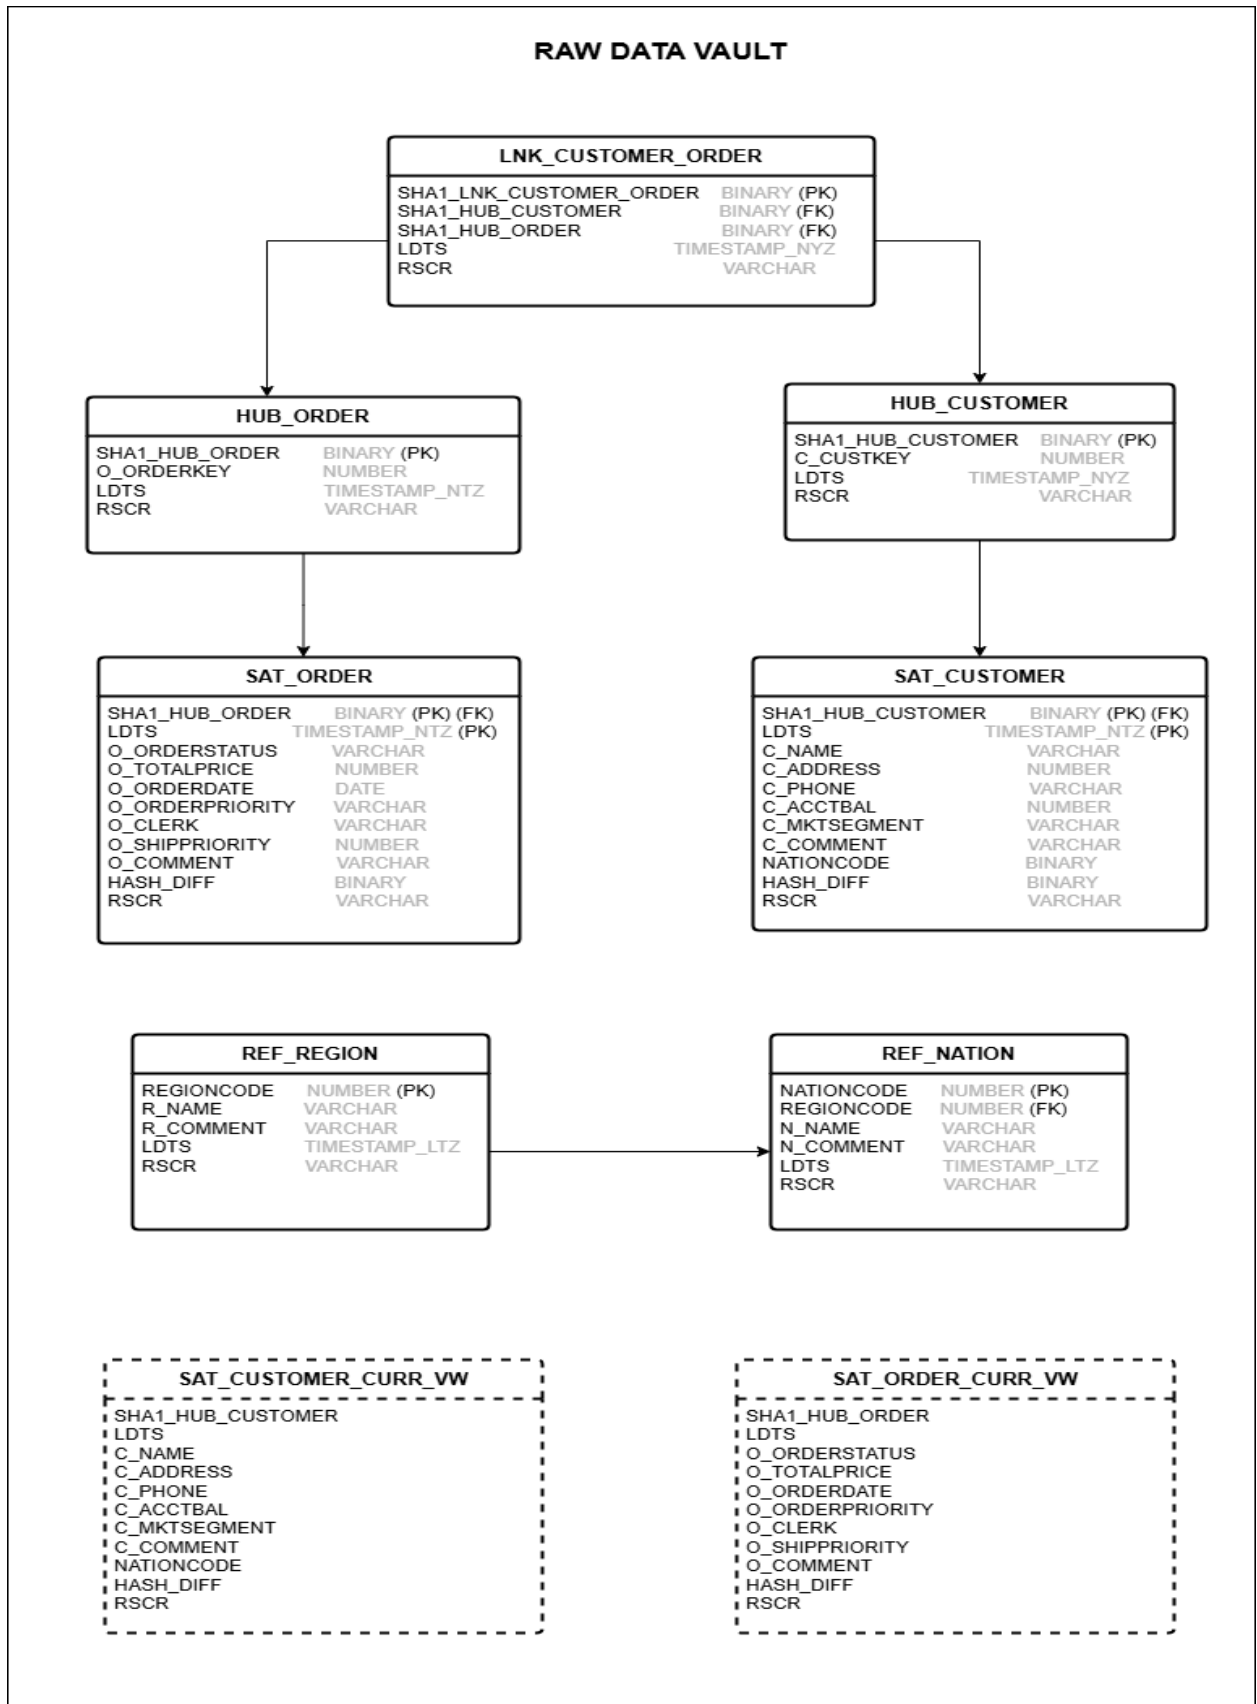 RAW DATA VAULT
LNK_CUSTOMER_ORDER
SHA1_LNK_CUSTOMER_ORDER BINARY (PK)
SHA1_HUB_CUSTOMER BINARY (FK)
SHA1_HUB_ORDER BINARY (FK)
LDTS TIMESTAMP_NYZ
RSCR VARCHAR
HUB_ORDER
SHA1_HUB_ORDER BINARY (PK)
O_ORDERKEY NUMBER
LDTS TIMESTAMP_NTZ
RSCR VARCHAR
HUB_CUSTOMER
SHA1_HUB_CUSTOMER BINARY (PK)
C_CUSTKEY NUMBER
LDTS TIMESTAMP_NYZ
RSCR VARCHAR
SAT_ORDER
SHA1_HUB_ORDER BINARY (PK) (FK)
LDTS TIMESTAMP_NTZ (PK)
O_ORDERSTATUS VARCHAR
O_TOTALPRICE NUMBER
O_ORDERDATE DATE
O_ORDERPRIORITY VARCHAR
O_CLERK VARCHAR
O_SHIPPRIORITY NUMBER
O_COMMENT VARCHAR
HASH_DIFF BINARY
RSCR VARCHAR
SAT_CUSTOMER
SHA1_HUB_CUSTOMER BINARY (PK) (FK)
LDTS TIMESTAMP_NTZ (PK)
C_NAME VARCHAR
C_ADDRESS NUMBER
C_PHONE VARCHAR
C_ACCTBAL NUMBER
C_MKTSEGMENT VARCHAR
C_COMMENT VARCHAR
NATIONCODE BINARY
HASH_DIFF BINARY
RSCR VARCHAR
REF_REGION
REGIONCODE NUMBER (PK)
R_NAME VARCHAR
R_COMMENT VARCHAR
LDTS TIMESTAMP_LTZ
RSCR VARCHAR
REF_NATION
NATIONCODE NUMBER (PK)
REGIONCODE NUMBER (FK)
N_NAME VARCHAR
N_COMMENT VARCHAR
LDTS TIMESTAMP_LTZ
RSCR VARCHAR
SAT_CUSTOMER_CURR_VW
SHA1_HUB_CUSTOMER
LDTS
C_NAME
C_ADDRESS
C_PHONE
C_ACCTBAL
C_MKTSEGMENT
C_COMMENT
NATIONCODE
HASH_DIFF
RSCR
SAT_ORDER_CURR_VW
SHA1_HUB_ORDER
LDTS
O_ORDERSTATUS
O_TOTALPRICE
O_ORDERDATE
O_ORDERPRIORITY
O_CLERK
O_SHIPPRIORITY
O_COMMENT
HASH_DIFF
RSCR